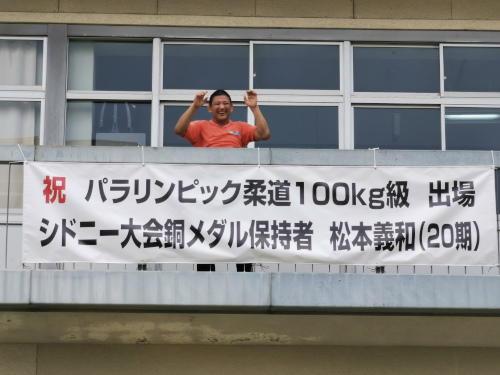 祝 パラリンピック柔道100kg級 出場
シドニー大会銅メダル保持者 松本義和(20期)